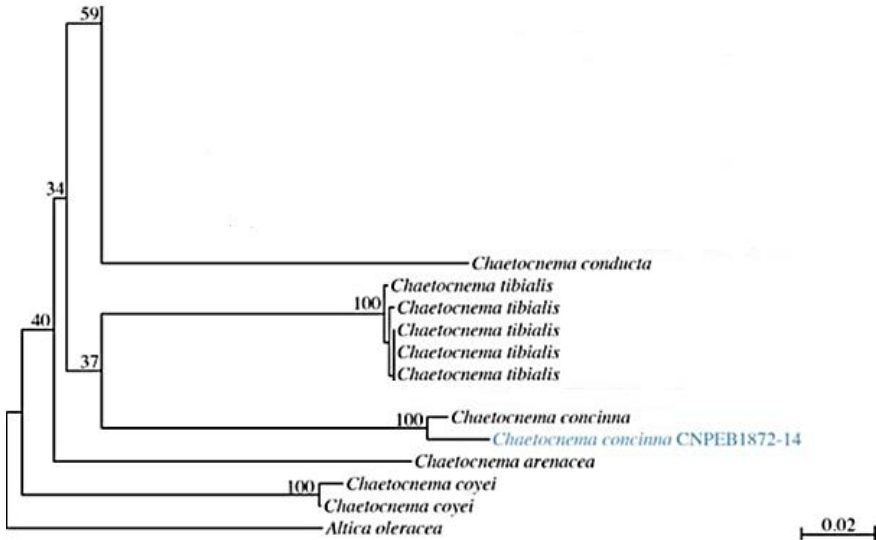 59
34
Chaetocnema conducta
Chaetocnema tibialis
100
Chaetocnema tibialis
40
Chaetocnema tibialis
Chaetocnema tibialis
37
Chaetocnema tibialis
100
Chaetocnema concinna
Chaetocnema concinna CNPEB1872-14
Chaetocnema arenacea
100
Chaetocnema coyei
Chaetocnema coyei
Altica oleracea
0.02